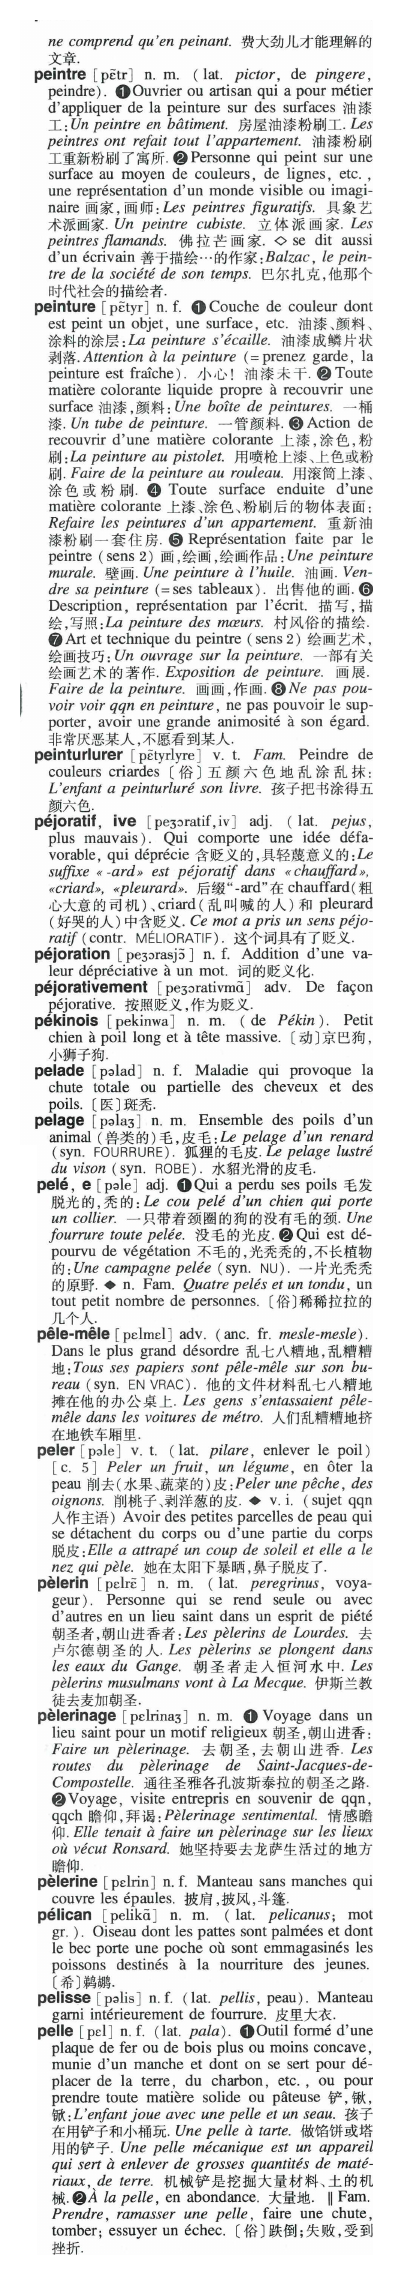 ne comprend qu'en peinant. 费大劲儿才能理解的
文章.
peintre [pɛ̃tr] n. m. ( lat. pictor, de pingere,
peindre). ❶Ouvrier ou artisan qui a pour métier
d'appliquer de la peinture sur des surfaces 油漆
工:Un peintre en bâtiment. 房屋油漆粉刷工. Les
peintres ont refait tout l'appartement. 油漆粉刷
工重新粉刷了寓所. ❷Personne qui peint sur une
surface au moyen de couleurs, de lignes, etc. ,
une représentation d'un monde visible ou imagi-
naire 画家,画师:Les peintres figuratifs. 具象艺
术派画家. Un peintre cubiste. 立体派画家. Les
peintres flamands. 佛拉芒画家. ◇ se dit aussi
d'un écrivain 善于描绘…的作家:Balzac, le pein-
tre de la société de son temps. 巴尔扎克,他那个
时代社会的描绘者.
peinture [pɛ̃tyr] n. f. ❶Couche de couleur dont
est peint un objet, une surface, etc. 油漆、颜料、
涂料的涂层:La peinture s'écaille. 油漆成鳞片状
剥落. Attention à la peinture (= prenez garde, la
peinture est fraîche). 小心! 油漆未干. ❷Toute
matière colorante liquide propre à recouvrir une
surface 油漆,颜料:Une boîte de peintures. 一桶
漆. Un tube de peinture. 一管颜料. ❸Action de
recouvrir d'une matière colorante 上漆,涂色,粉
刷:La peinture au pistolet. 用喷枪上漆、上色或粉
刷. Faire de la peinture au rouleau. 用滚筒上漆、
涂色或粉刷. ❹ Toute surface enduite d'une
matière colorante 上漆、涂色、粉刷后的物体表面:
Refaire les peintures d'un appartement. 重新油
漆粉刷一套住房. ❺Représentation faite par le
peintre (sens 2) 画,绘画,绘画作品:Une peinture
murale. 壁画. Une peinture à l'huile. 油画. Ven-
dre sa peinture (= ses tableaux). 出售他的画. ❻
Description, représentation par l'écrit. 描写,描
绘,写照:La peinture des mœurs. 村风俗的描绘.
❼Art et technique du peintre (sens 2) 绘画艺术,
绘画技巧:Un ouvrage sur la peinture. 一部有关
绘画艺术的著作. Exposition de peinture. 画展.
Faire de la peinture. 画画,作画. ❽Ne pas pou-
voir voir qqn en peinture, ne pas pouvoir le sup-
porter, avoir une grande animosité à son égard.
非常厌恶某人,不愿看到某人.
peinturlurer [pɛ̃tyrlyre] v. t. Fam. Peindre de
couleurs criardes〔俗〕五颜六色地乱涂乱抹:
L'enfant a peinturluré son livre. 孩子把书涂得五
颜六色.
péjoratif, ive [peʒɔratif,iv] adj. ( lat. pejus,
plus mauvais). Qui comporte une idée défa-
vorable, qui déprécie 含贬义的,具轻蔑意义的:Le
suffixe « -ard» est péjoratif dans «chauffard»,
«criard», «pleurard». 后缀“-ard”在 chauffard(粗
心大意的司机)、criard(乱叫喊的人)和 pleurard
(好哭的人)中含贬义. Ce mot a pris un sens péjo-
ratif (contr. MÉLIORATIF). 这个词具有了贬义.
péjoration [peʒɔrasjɔ̃] n. f. Addition d'une va-
leur dépréciative à un mot. 词的贬义化.
péjorativement [peʒɔrativmɑ̃] adv. De façon
péjorative. 按照贬义,作为贬义.
pékinois [pekinwa] n. m. ( de Pékin). Petit
chien à poil long et à tête massive.〔动〕京巴狗,
小狮子狗.
pelade [pəlad] n. f. Maladie qui provoque la
chute totale ou partielle des cheveux et des
poils.〔医〕斑秃.
pelage [pəlaʒ] n. m. Ensemble des poils d'un
animal (兽类的)毛,皮毛:Le pelage d'un renard
(syn. FOURRURE). 狐狸的毛皮. Le pelage lustré
du vison (syn. ROBE). 水貂光滑的皮毛.
pelé, e [pəle] adj. ❶Qui a perdu ses poils 毛发
脱光的,秃的:Le cou pelé d'un chien qui porte
un collier. 一只带着颈圈的狗的没有毛的颈. Une
fourrure toute pelée. 没毛的光皮. ❷Qui est dé-
pourvu de végétation 不毛的,光秃秃的,不长植物
的:Une campagne pelée (syn. NU). 一片光秃秃
的原野. ◆ n. Fam. Quatre pelés et un tondu, un
tout petit nombre de personnes.〔俗〕稀稀拉拉的
几个人.
pêle-mêle [pɛlmɛl] adv. (anc. fr. mesle-mesle).
Dans le plus grand désordre 乱七八糟地,乱糟糟
地:Tous ses papiers sont pêle-mêle sur son bu-
reau (syn. EN VRAC). 他的文件材料乱七八糟地
摊在他的办公桌上. Les gens s'entassaient pêle-
mêle dans les voitures de métro. 人们乱糟糟地挤
在地铁车厢里.
peler [pəle] v. t. (lat. pilare, enlever le poil)
[c. 5] Peler un fruit, un légume, en ôter la
peau 削去(水果、蔬菜的)皮:Peler une pêche, des
oignons. 削桃子、剥洋葱的皮. ◆ v. i. (sujet qqn
人作主语) Avoir des petites parcelles de peau qui
se détachent du corps ou d'une partie du corps
脱皮:Elle a attrapé un coup de soleil et elle a le
nez qui pèle. 她在太阳下暴晒,鼻子脱皮了.
pèlerin [pɛlrɛ̃] n. m. ( lat. peregrinus, voya-
geur). Personne qui se rend seule ou avec
d'autres en un lieu saint dans un esprit de piété
朝圣者,朝山进香者:Les pèlerins de Lourdes. 去
卢尔德朝圣的人. Les pèlerins se plongent dans
les eaux du Gange. 朝圣者走人恒河水中. Les
pèlerins musulmans vont à La Mecque. 伊斯兰教
徒去麦加朝圣.
pèlerinage [pɛlrinaʒ] n. m. ❶ Voyage dans un
lieu saint pour un motif religieux 朝圣,朝山进香:
Faire un pèlerinage. 去朝圣,去朝山进香. Les
routes du pèlerinage de Saint-Jacques-de-
Compostelle. 通往圣雅各孔波斯泰拉的朝圣之路.
❷Voyage, visite entrepris en souvenir de qqn,
qqch 瞻仰,拜谒:Pèlerinage sentimental. 情感瞻
仰. Elle tenait à faire un pèlerinage sur les lieux
où vécut Ronsard. 她坚持要去龙萨生活过的地方
瞻仰.
pèlerine [pɛlrin] n. f. Manteau sans manches qui
couvre les épaules. 披肩,披风,斗篷.
pélican [pelikɑ̃] n. m. ( lat. pelicanus; mot
gr. ). Oiseau dont les pattes sont palmées et dont
le bec porte une poche où sont emmagasinés les
poissons destinés à la nourriture des jeunes.
〔希〕鹈鹕.
pelisse [pəlis] n. f. (lat. pellis, peau). Manteau
garni intérieurement de fourrure. 皮里大衣.
pelle [pɛl] n. f. (lat. pala). ❶Outil formé d'une
plaque de fer ou de bois plus ou moins concave,
munie d'un manche et dont on se sert pour dé-
placer de la terre, du charbon, etc. , ou pour
prendre toute matière solide ou pâteuse 铲,锹,
锨:L'enfant joue avec une pelle et un seau. 孩子
在用铲子和小桶玩. Une pelle à tarte. 做馅饼或塔
用的铲子. Une pelle mécanique est un appareil
qui sert à enlever de grosses quantités de maté-
riaux, de terre. 机械铲是挖掘大量材料、土的机
械. ❷À la pelle, en abondance. 大量地. ‖ Fam.
Prendre, ramasser une pelle, faire une chute,
tomber; essuyer un échec.〔俗〕跌倒;失败,受到
挫折.